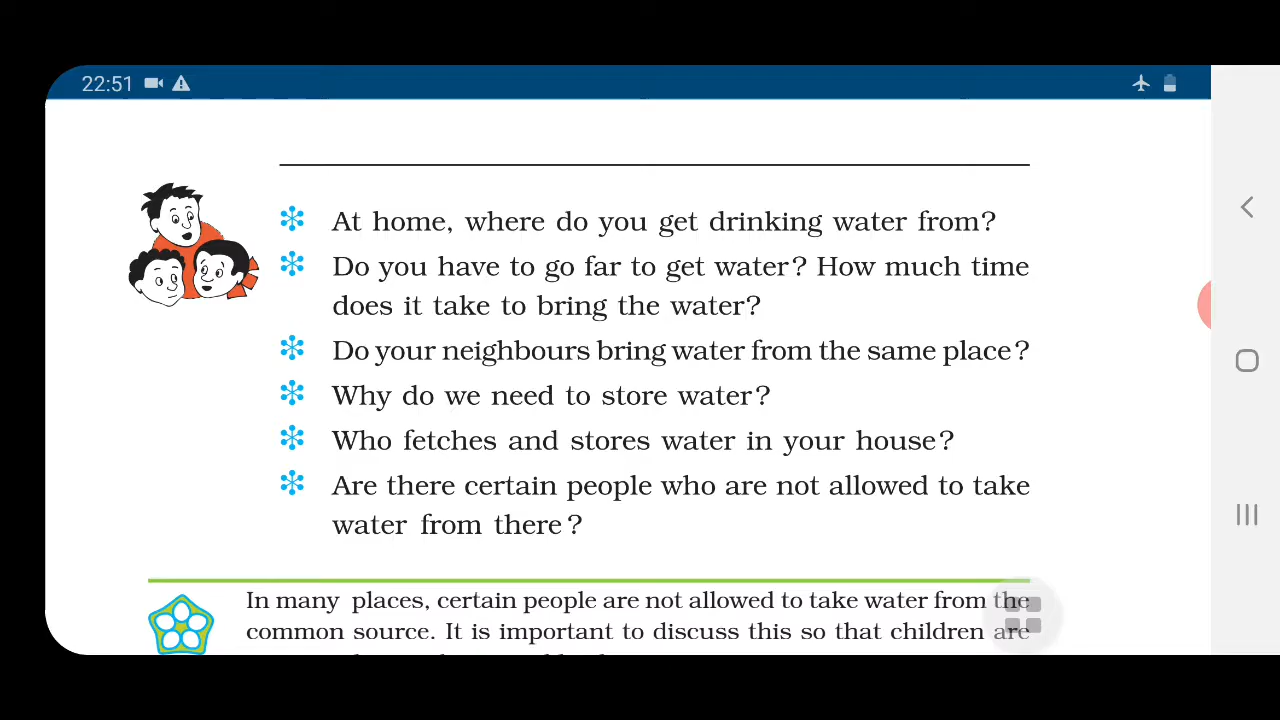 22:51
At home, where do you get drinking water from?
Do you have to go far to get water? How much time
does it take to bring the water?
Do your neighbours bring water from the same place?
Why do we need to store water?
Who fetches and stores water in your house?
Are there certain people who are not allowed to take
water from there?
In many places, certain people are not allowed to take water from the
common source. It is important to discuss this so that children are